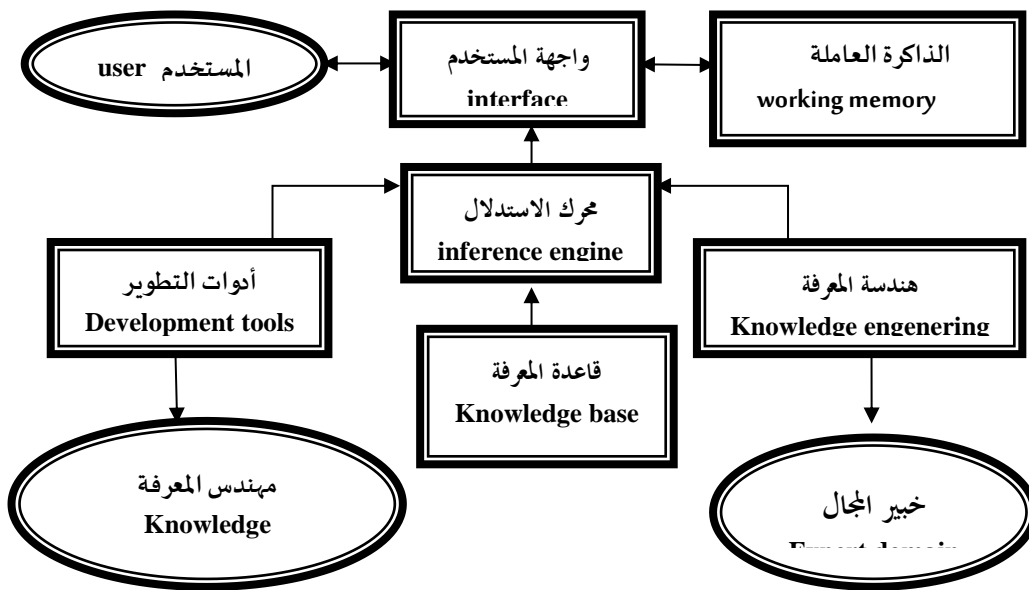 المستخدم user
واجهة المستخدم
interface
الذاكرة العاملة
working memory
محرك الاستدلال
inference engine
أدوات التطوير
Development tools
هندسة المعرفة
Knowledge engenering
قاعدة المعرفة
Knowledge base
مهندس المعرفة
Knowledge
خبير المجال